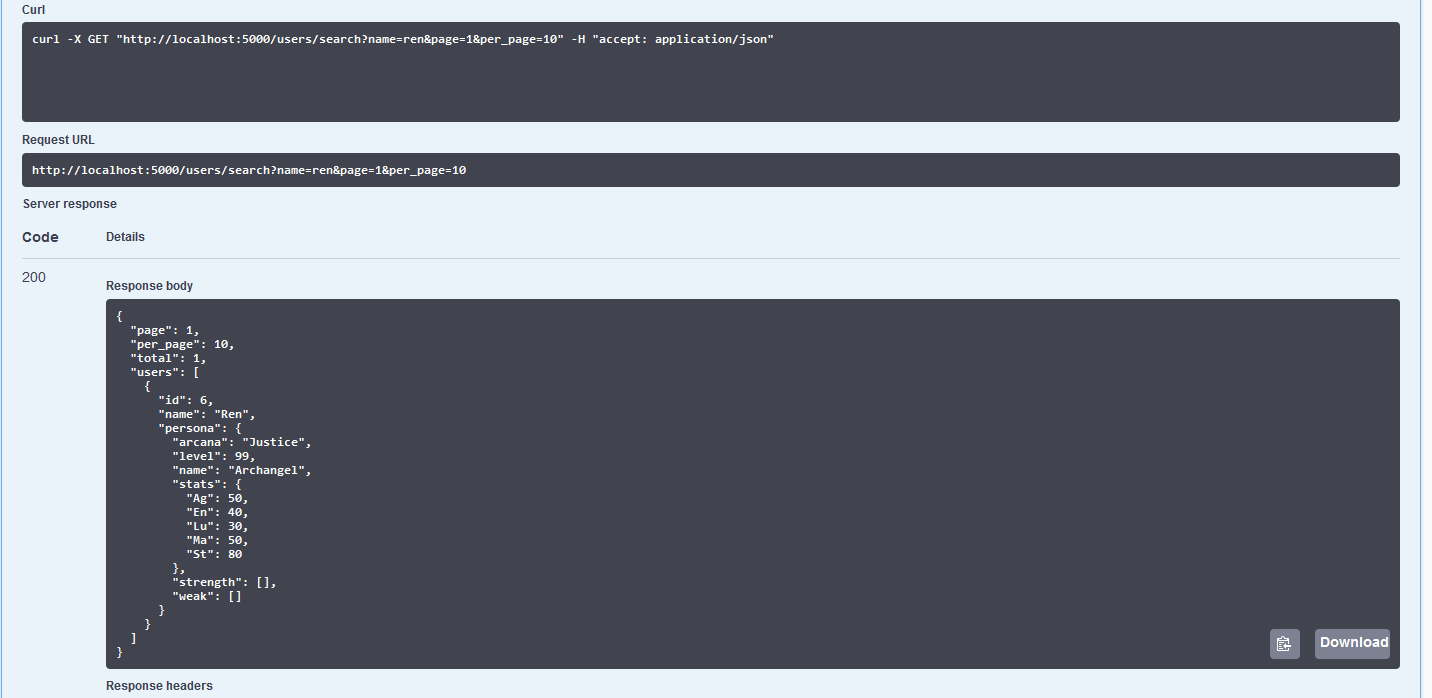 Curl
curl -X GET "http://localhost:5000/users/search?name=ren&page=1&per_page=10" -H "accept: application/json"
Request URL
http://localhost:5000/users/search?name=ren&page=1&per_page=10
Server response
Code Details
200
Response body
{
  "page": 1,
  "per_page": 10,
  "total": 1,
  "users": [
    {
      "id": 6,
      "name": "Ren",
      "persona": {
        "arcana": "Justice",
        "level": 99,
        "name": "Archangel",
        "stats": {
          "Ag": 50,
          "En": 40,
          "Lu": 30,
          "Ma": 50,
          "St": 80
        },
        "strength": [],
        "weak": []
      }
    }
  ]
}
Download
Response headers